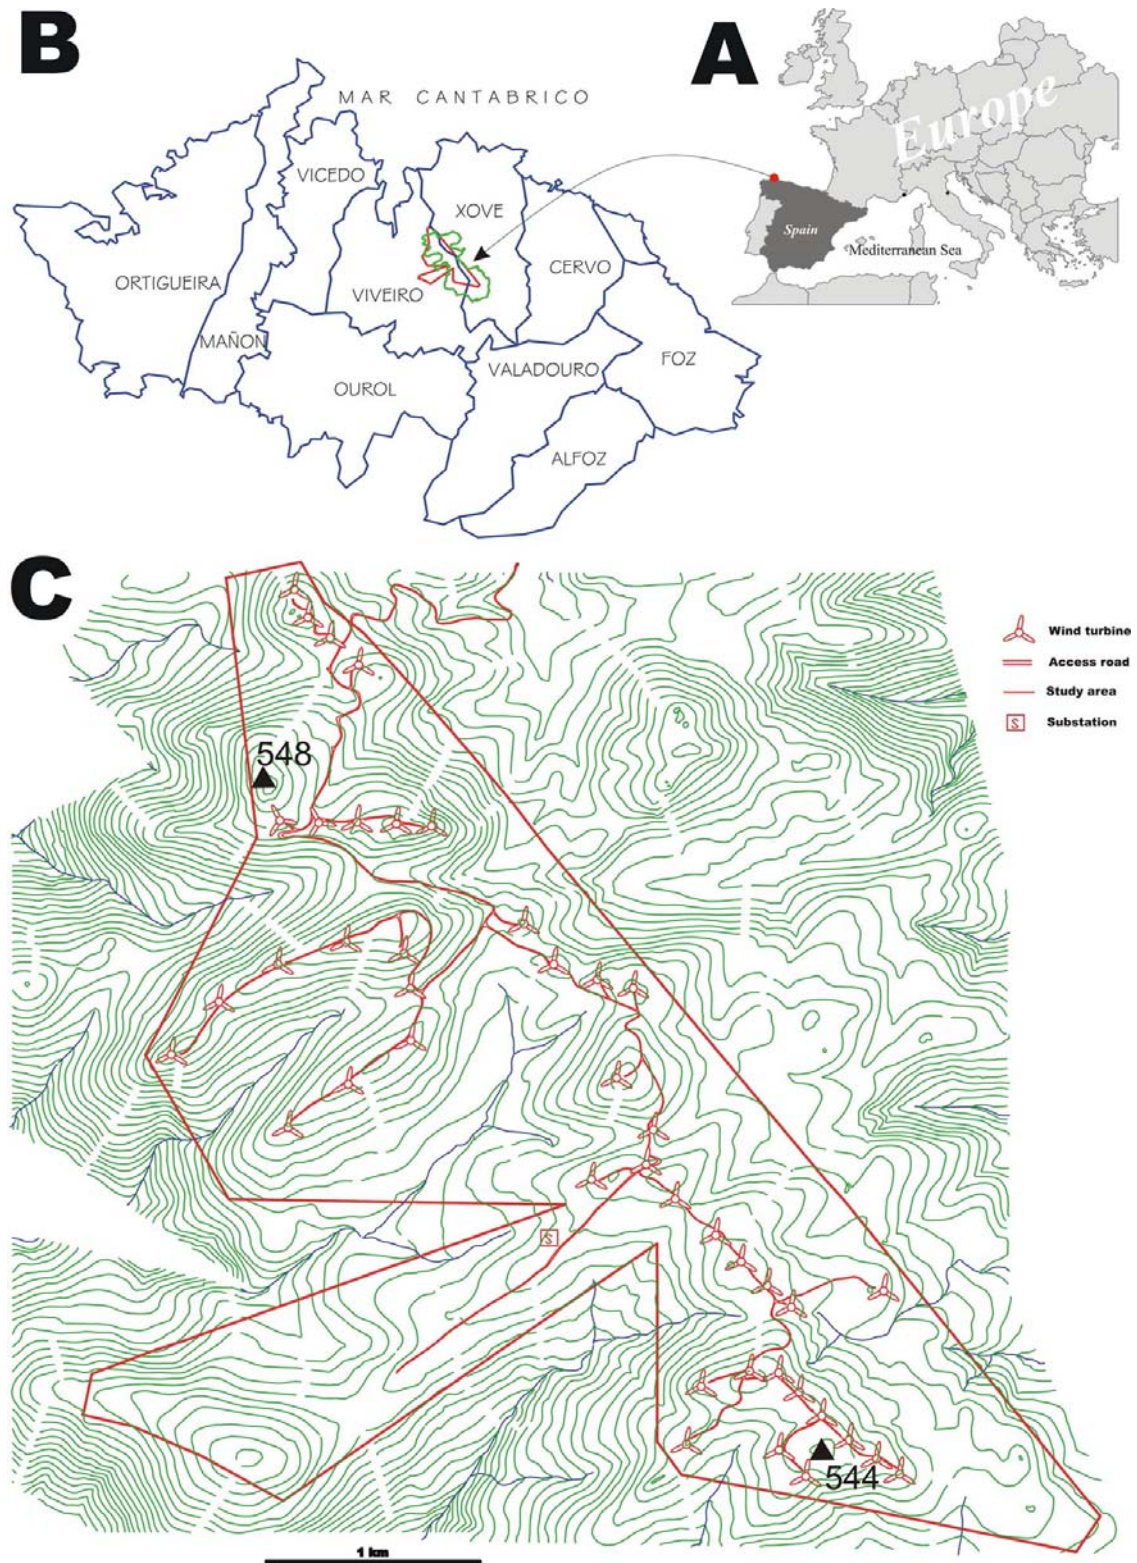 B
A
MAR CANTABRICO
Europe
VICEDO
XOVE
Spain
Mediterranean Sea
CERVO
ORTIGUEIRA
VIVEIRO
MAÑON
VALADOURO
FOZ
OUROL
ALFOZ
C
Wind turbine
Access road
Study area
S Substation
548
S
544
1 km